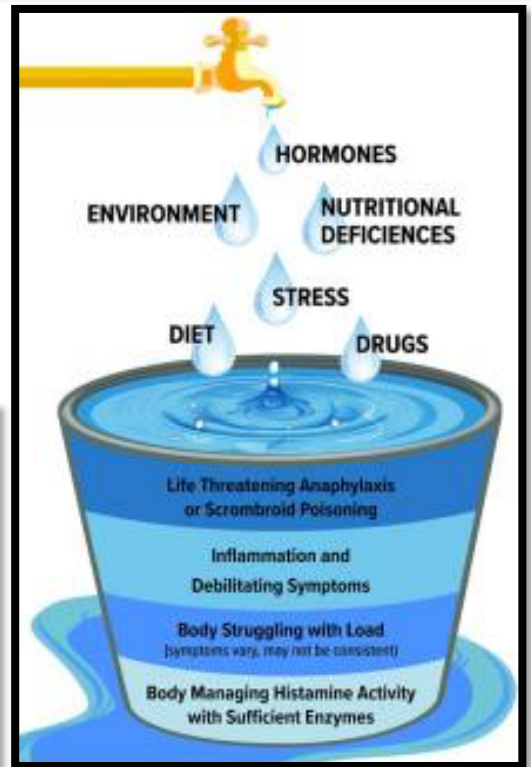 HORMONES
ENVIRONMENT
NUTRITIONAL
DEFICIENCES
STRESS
DIET
DRUGS
Life Threatening Anaphylaxis
or Scrombroid Poisoning
Inflammation and
Debilitating Symptoms
Body Struggling with Load
(symptoms vary, may not be consistent)
Body Managing Histamine Activity
with Sufficient Enzymes